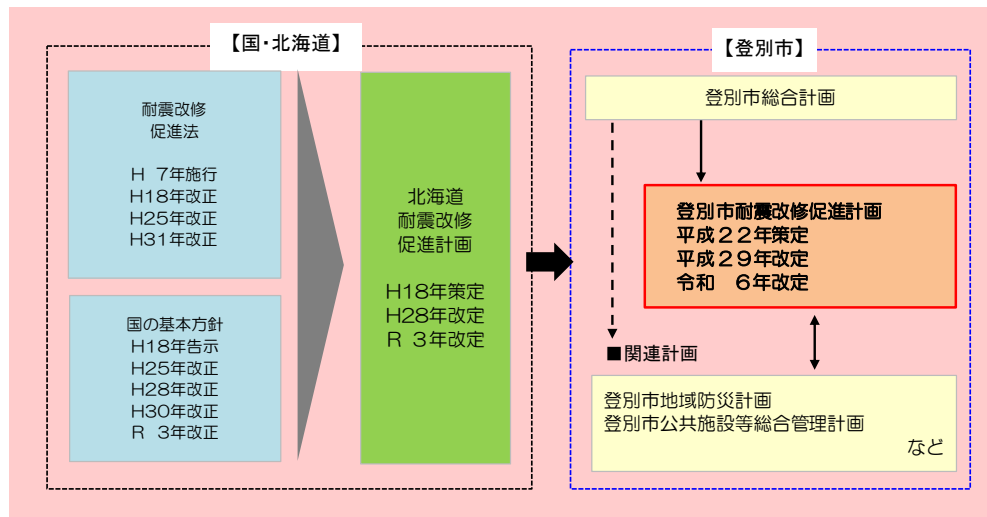 【国・北海道】
耐震改修
促進法
H 7年施行
H18年改正
H25年改正
H31年改正
国の基本方針
H18年告示
H25年改正
H28年改正
H30年改正
R 3年改正
北海道
耐震改修
促進計画
H18年策定
H28年改定
R 3年改定
【登別市】
登別市総合計画
登別市耐震改修促進計画
平成22年策定
平成29年改定
令和 6年改定
■関連計画
登別市地域防災計画
登別市公共施設等総合管理計画
など